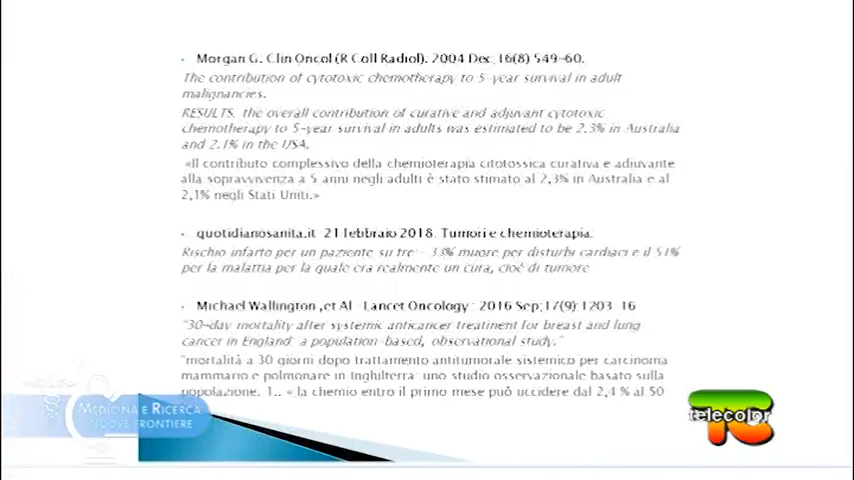 Morgan G. Clin Oncol (R Coll Radiol). 2004 Dec;16(8) 549-60.
The contribution of cytotoxic chemotherapy to 5-year survival in adult
malignancies.
RESULTS: the overall contribution of curative and adjuvant cytotoxic
chemotherapy to 5-year survival in adults was estimated to be 2.3% in Australia
and 2.1% in the USA.
«Il contributo complessivo della chemioterapia citotossica curativa e adiuvante
alla sopravvivenza a 5 anni negli adulti è stato stimato al 2,3% in Australia e al
2,1% negli Stati Uniti.»
quotidianosanita.it 21 febbraio 2018. Tumori e chemioterapia.
Rischio infarto per un paziente su tre - 33% muore per disturbi cardiaci e il 51%
per la malattia per la quale era realmente un cura, cioè di tumore
Michael Wallington ,et Al Lancet Oncology : 2016 Sep;17(9):1203-16
"30-day mortality after systemic anticancer treatment for breast and lung
cancer in England: a population-based, observational study."
"mortalità a 30 giorni dopo trattamento antitumorale sistemico per carcinoma
mammario e polmonare in Inghilterra: uno studio osservazionale basato sulla
popolazione. 1.. « la chemio entro il primo mese può uccidere dal 2,4 % al 50
MEDICINA E RICERCA
NUOVE FRONTIERE
telecolor